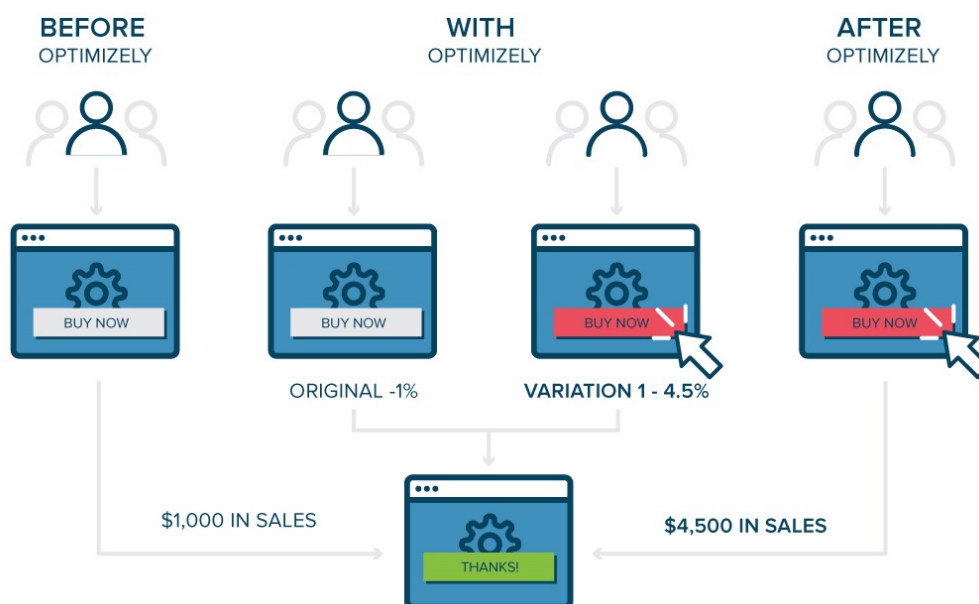 BEFORE
OPTIMIZELY
WITH
OPTIMIZELY
AFTER
OPTIMIZELY
BUY NOW
BUY NOW
BUY NOW
BUY NOW
ORIGINAL -1%
VARIATION 1 - 4.5%
$1,000 IN SALES
$4,500 IN SALES
THANKS!